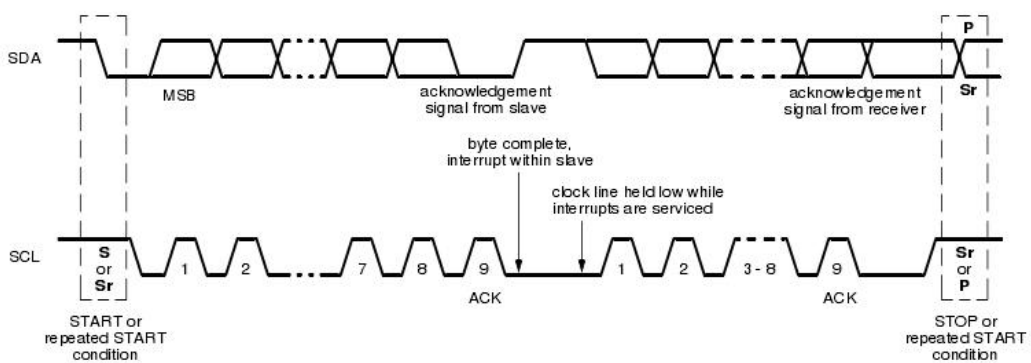 P
SDA
MSB
acknowledgement
signal from slave
acknowledgement
signal from receiver
Sr
byte complete,
interrupt within slave
clock line held low while
interrupts are serviced
SCL
S
or
Sr
1
2
7
8
9
1
2
3 - 8
9
Sr
or
P
ACK
ACK
START or
repeated START
condition
STOP or
repeated START
condition